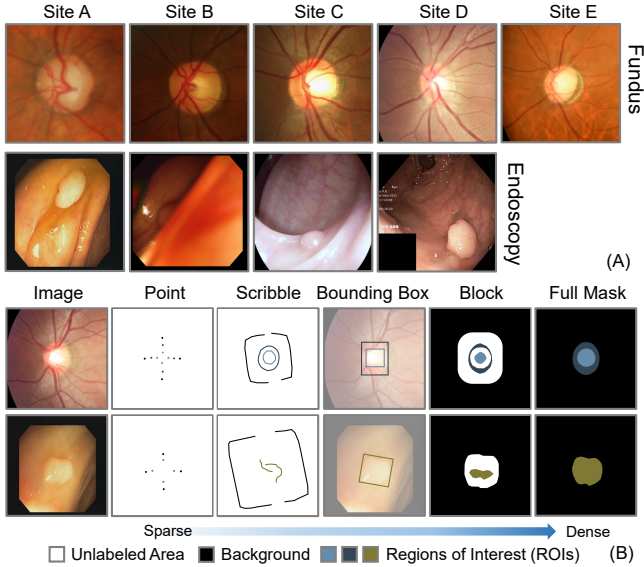 Site A Site B Site C Site D Site E
Fundus
Endoscopy
(A)
Image Point Scribble Bounding Box Block Full Mask
Sparse Dense
Unlabeled Area Background Regions of Interest (ROIs) (B)